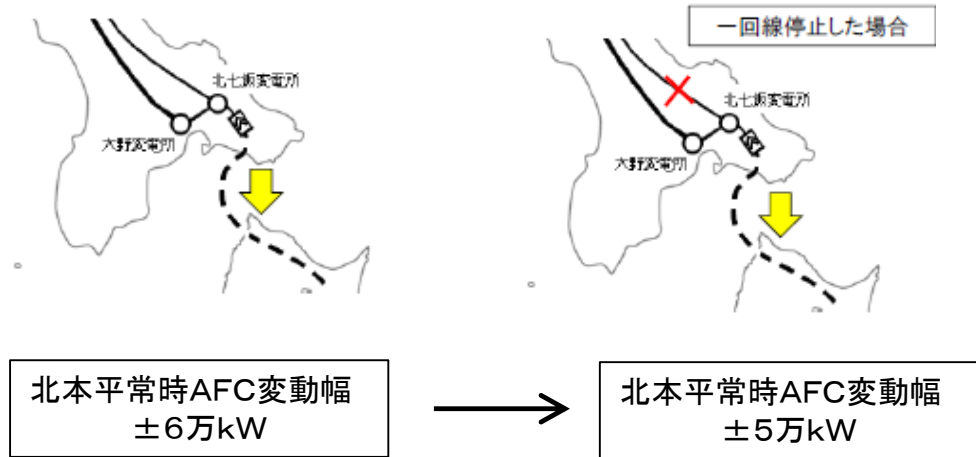 一回線停止した場合
北七飯変電所
大野変電所
北七飯変電所
大野変電所
北本平常時AFC変動幅
±6万kW
北本平常時AFC変動幅
±5万kW